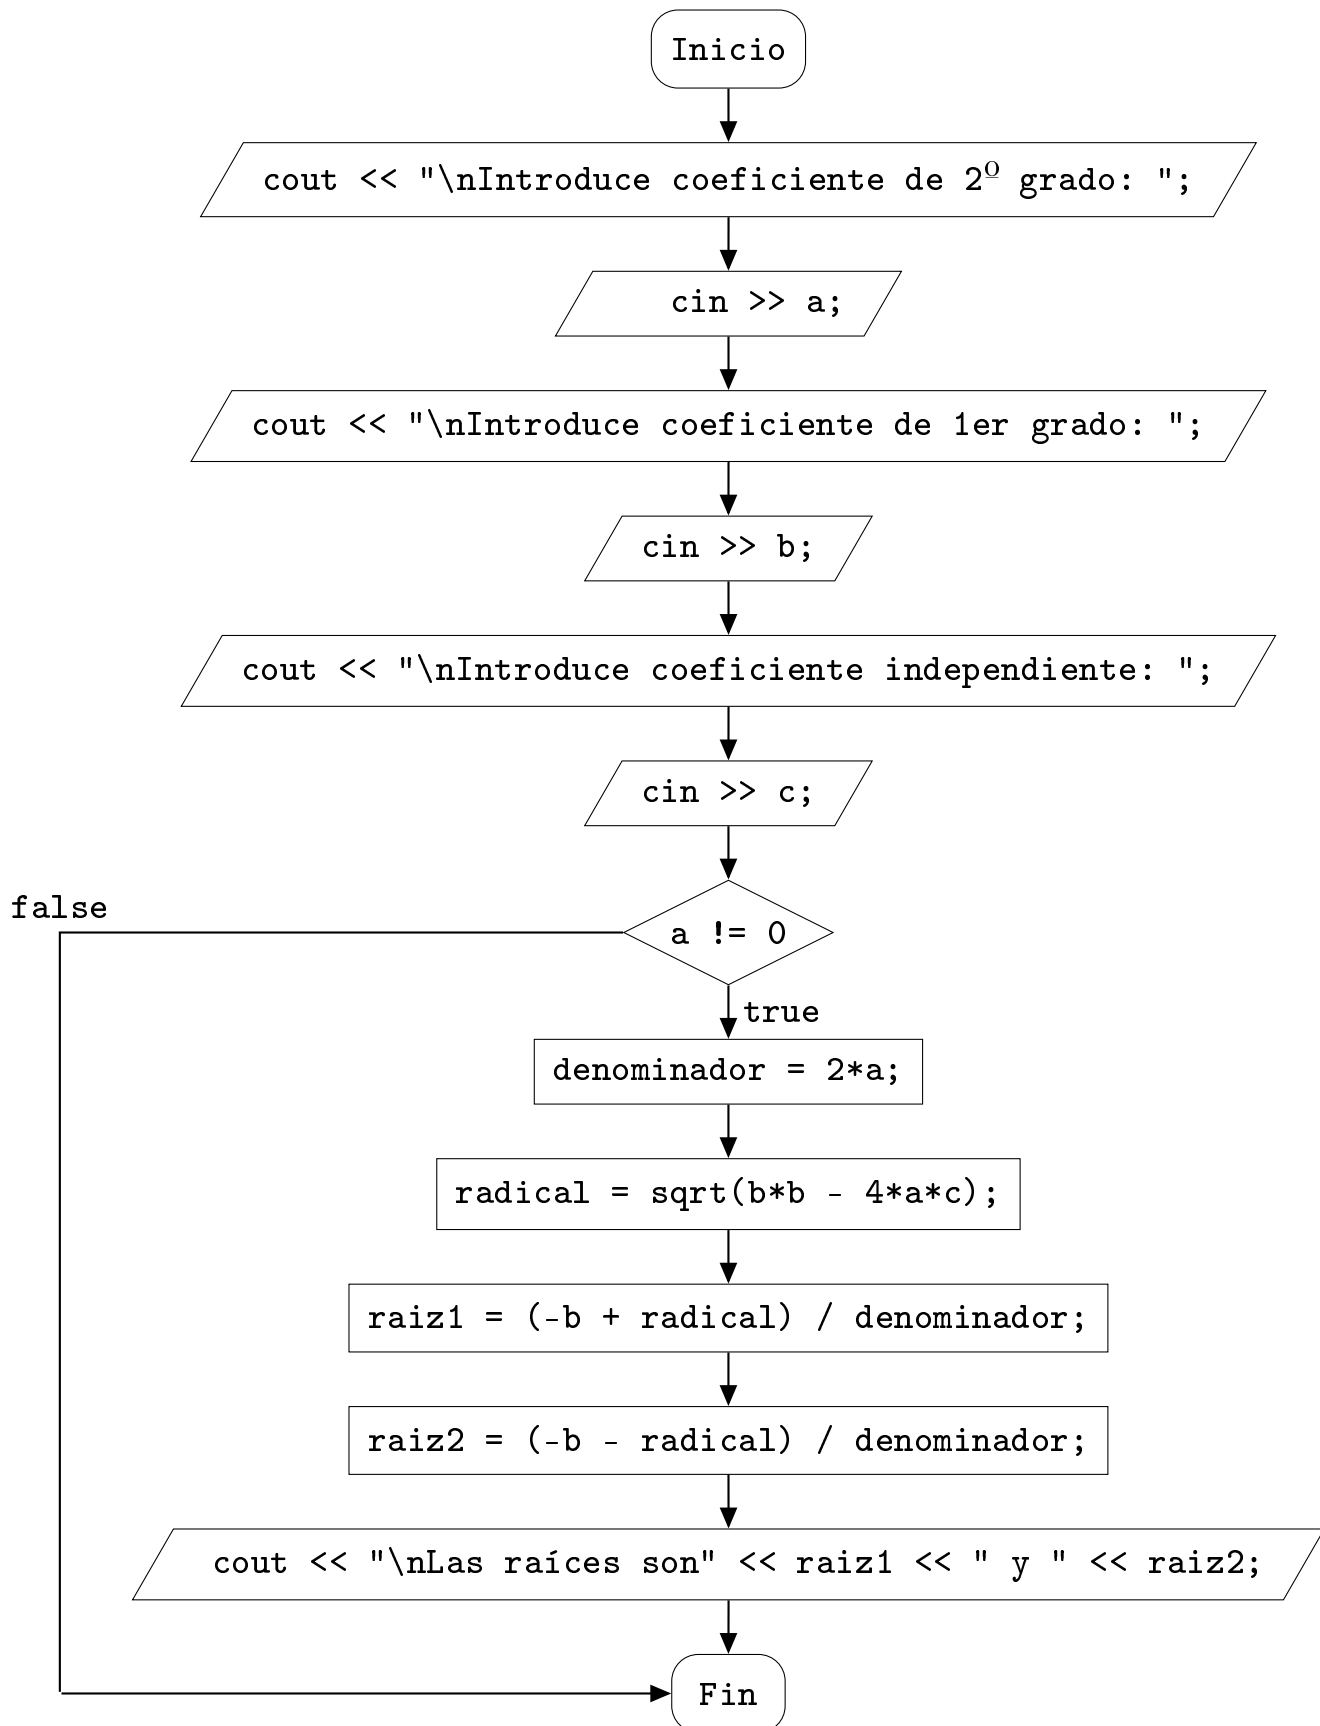 Inicio
cout << "\nIntroduce coeficiente de 2º grado: ";
cin >> a;
cout << "\nIntroduce coeficiente de 1er grado: ";
cin >> b;
cout << "\nIntroduce coeficiente independiente: ";
cin >> c;
false
a != 0
true
denominador = 2*a;
radical = sqrt(b*b - 4*a*c);
raiz1 = (-b + radical) / denominador;
raiz2 = (-b - radical) / denominador;
cout << "\nLas raíces son" << raiz1 << " y " << raiz2;
Fin